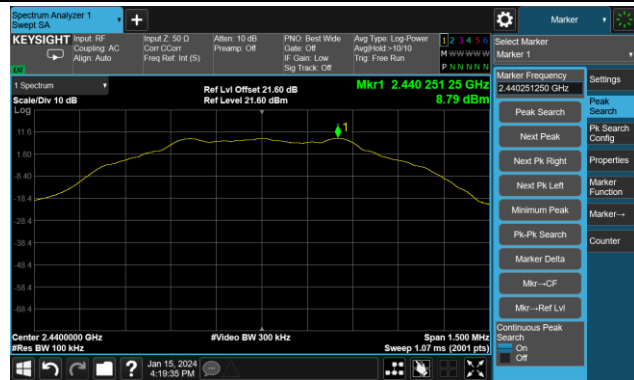 Spectrum Analyzer 1
Swept SA
Marker
KEYSIGHT
Input: RF
Coupling: AC
Align: Auto
Input Z: 50 Ω
Corr CCorr
Freq Ref: Int (S)
Atten: 10 dB
Preamp: Off
PNO: Best Wide
Gate: Off
IF Gain: Low
Sig Track: Off
Avg Type: Log-Power
Avg|Hold:>10/10
Trig: Free Run
1 2 3 4 5 6
M W W W W W
P N N N N N
Select Marker
Marker 1
1 Spectrum
Scale/Div 10 dB
Log
Ref Lvl Offset 21.60 dB
Ref Level 21.60 dBm
Mkr1 2.440 251 25 GHz
8.79 dBm
11.6
1.60
-8.40
-18.4
-28.4
-38.4
-48.4
-58.4
-68.4
1
Center 2.4400000 GHz
#Res BW 100 kHz
#Video BW 300 kHz
Span 1.500 MHz
Sweep 1.07 ms (2001 pts)
Marker Frequency
2.440251250 GHz
Peak Search
Next Peak
Next Pk Right
Next Pk Left
Minimum Peak
Pk-Pk Search
Marker Delta
Mkr→CF
Mkr→Ref Lvl
Continuous Peak
Search
On
Off
Settings
Peak
Search
Pk Search
Config
Properties
Marker
Function
Marker→
Counter
Jan 15, 2024
4:19:35 PM